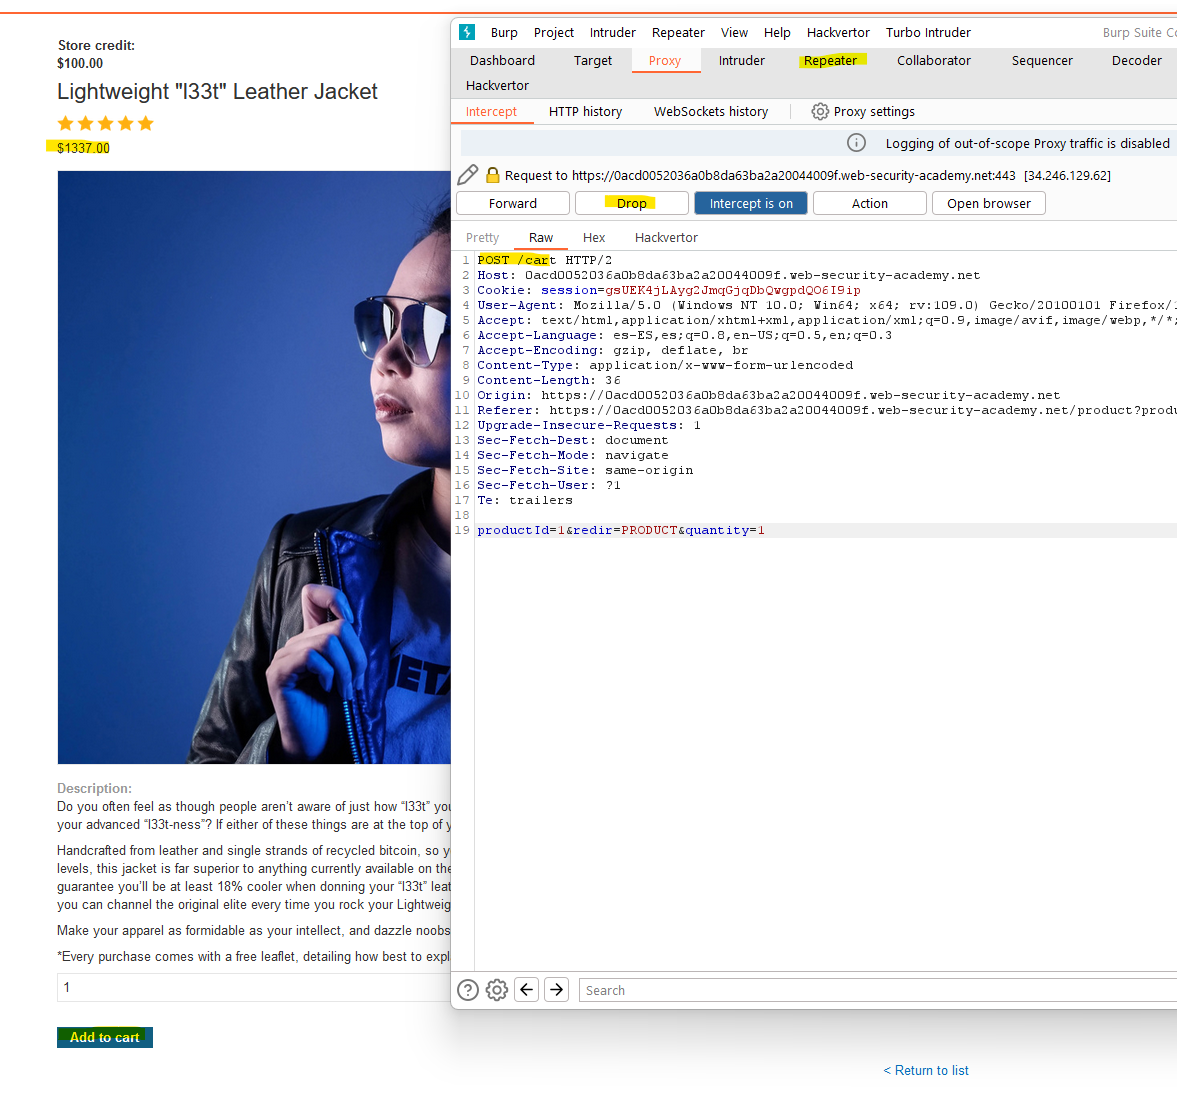 Store credit:
$100.00
Lightweight "l33t" Leather Jacket
$1337.00
Description:
Do you often feel as though people aren't aware of just how “l33t” you
your advanced “l33t-ness”? If either of these things are at the top of y
Handcrafted from leather and single strands of recycled bitcoin, so y
levels, this jacket is far superior to anything currently available on the
guarantee you'll be at least 18% cooler when donning your “l33t” leat
you can channel the original elite every time you rock your Lightweig
Make your apparel as formidable as your intellect, and dazzle noobs
*Every purchase comes with a free leaflet, detailing how best to expl
1
Add to cart
< Return to list
Burp Project Intruder Repeater View Help Hackvertor Turbo Intruder Burp Suite Co
Dashboard Target Proxy Intruder Repeater Collaborator Sequencer Decoder
Hackvertor
Intercept HTTP history WebSockets history Proxy settings
Logging of out-of-scope Proxy traffic is disabled
Request to https://0acd0052036a0b8da63ba2a20044009f.web-security-academy.net:443 [34.246.129.62]
Forward Drop Intercept is on Action Open browser
Pretty Raw Hex Hackvertor
1 POST /cart HTTP/2
2 Host: 0acd0052036a0b8da63ba2a20044009f.web-security-academy.net
3 Cookie: session=gsUEK4jLAyg2JmqGjqDbQwgpdQO6I9ip
4 User-Agent: Mozilla/5.0 (Windows NT 10.0; Win64; x64; rv:109.0) Gecko/20100101 Firefox/1
5 Accept: text/html,application/xhtml+xml,application/xml;q=0.9,image/avif,image/webp,*/*;
6 Accept-Language: es-ES,es;q=0.8,en-US;q=0.5,en;q=0.3
7 Accept-Encoding: gzip, deflate, br
8 Content-Type: application/x-www-form-urlencoded
9 Content-Length: 36
10 Origin: https://0acd0052036a0b8da63ba2a20044009f.web-security-academy.net
11 Referer: https://0acd0052036a0b8da63ba2a20044009f.web-security-academy.net/product?produ
12 Upgrade-Insecure-Requests: 1
13 Sec-Fetch-Dest: document
14 Sec-Fetch-Mode: navigate
15 Sec-Fetch-Site: same-origin
16 Sec-Fetch-User: ?1
17 Te: trailers
18
19 productId=1&redir=PRODUCT&quantity=1
Search